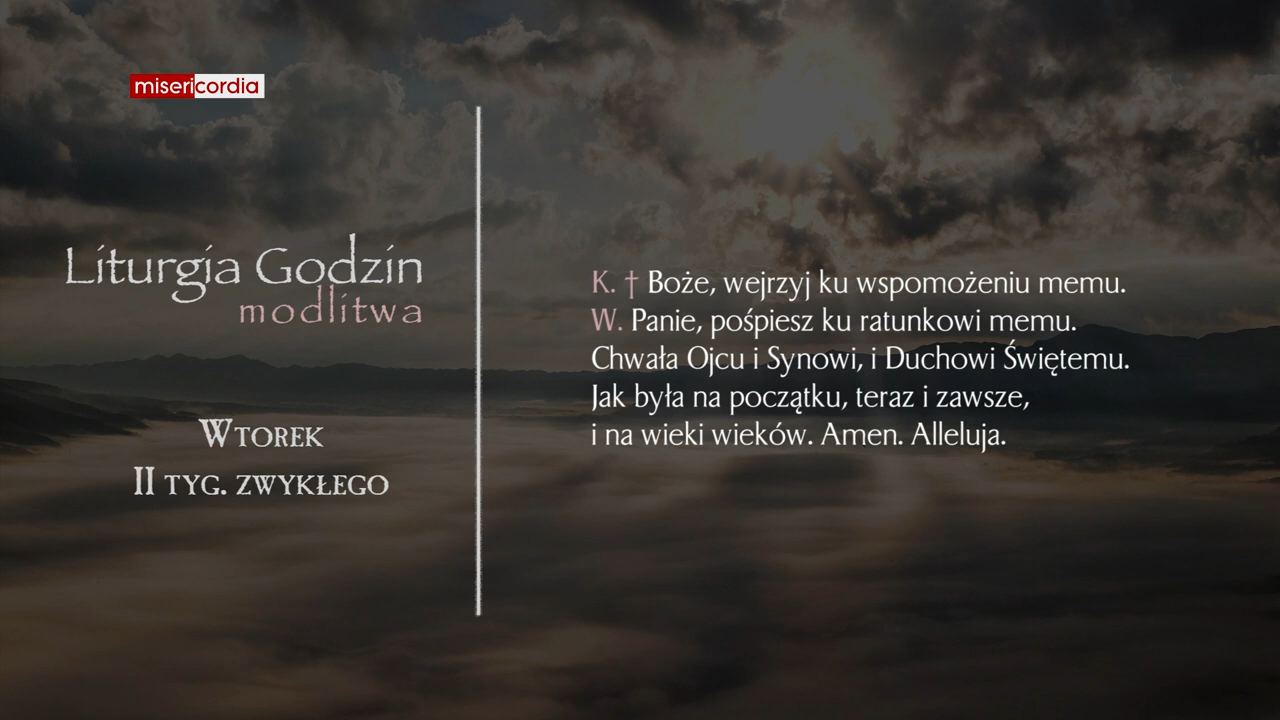 misericordia
Liturgia Godzin
modlitwa
Wtorek
II tyg. zwykłego
K. † Boże, wejrzyj ku wspomożeniu memu.
W. Panie, pośpiesz ku ratunkowi memu.
Chwała Ojcu i Synowi, i Duchowi Świętemu.
Jak była na początku, teraz i zawsze,
i na wieki wieków. Amen. Alleluja.